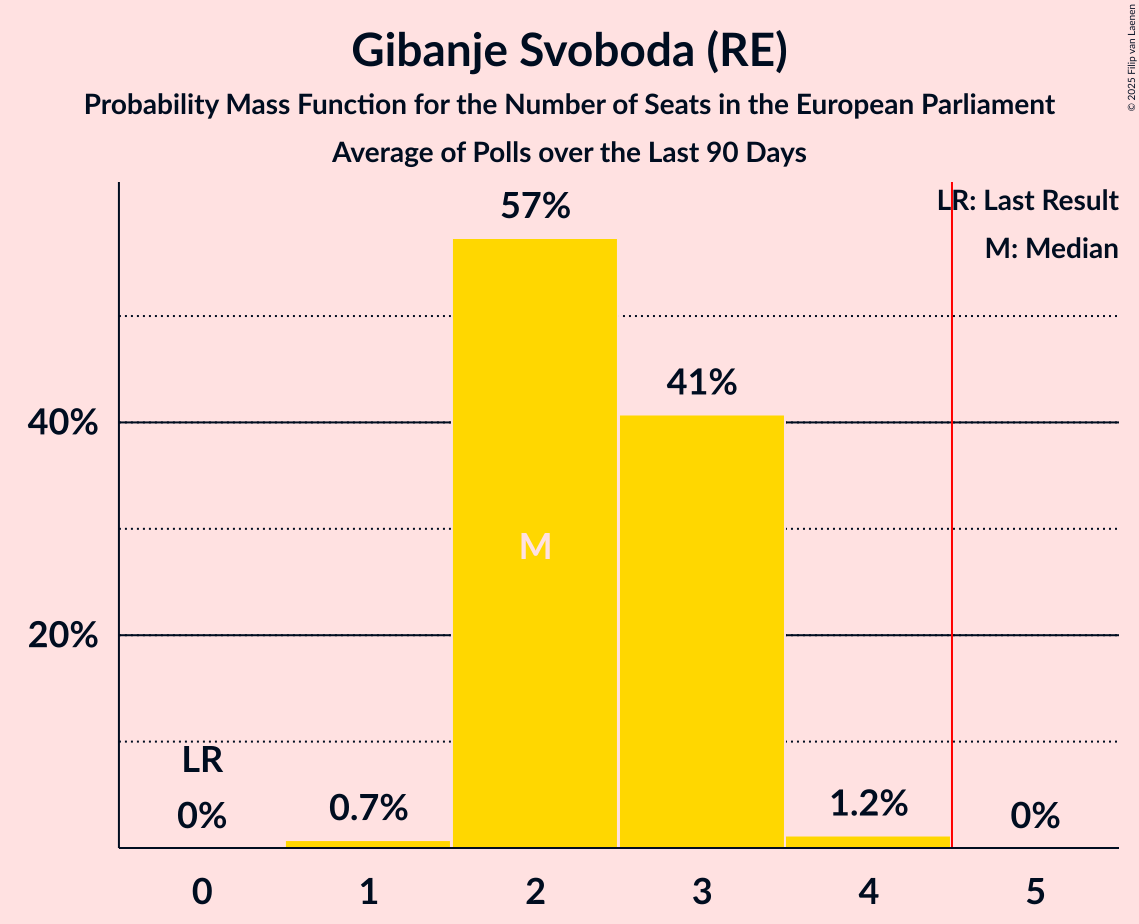 Gibanje Svoboda (RE)
Probability Mass Function for the Number of Seats in the European Parliament
Average of Polls over the Last 90 Days
© 2025 Filip van Laenen
LR: Last Result
M: Median
57%
41%
40%
M
20%
LR
0%
0.7%
1.2%
0%
0 1 2 3 4 5